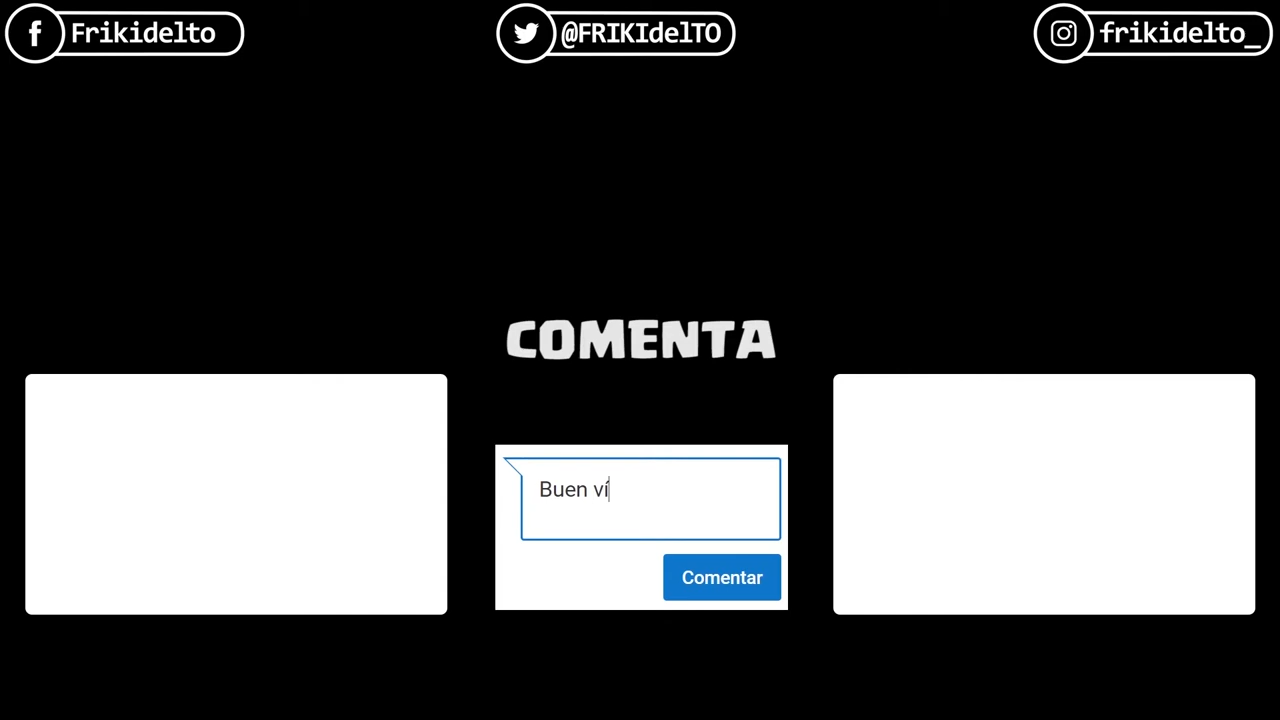 Frikidelto
@FRIKIdelTO
frikidelto_
COMENTA
Buen ví
Comentar